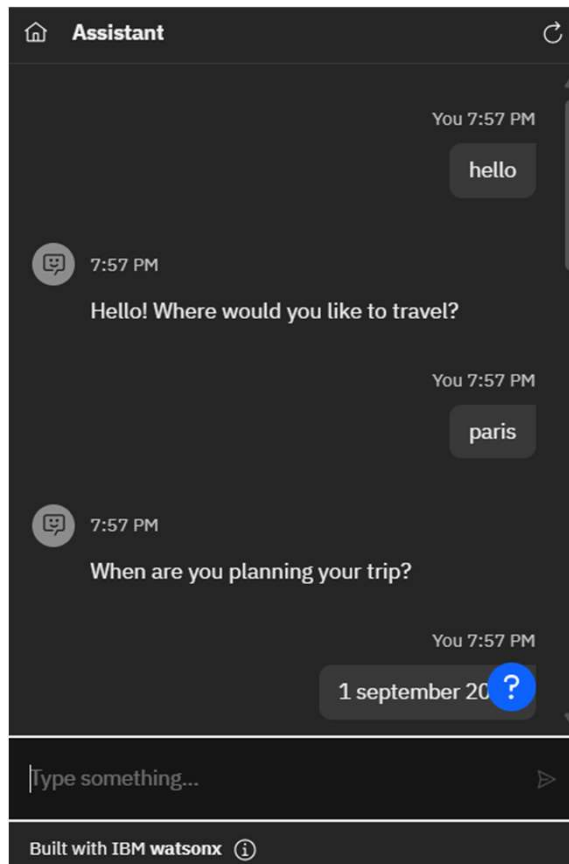 Assistant
You 7:57 PM
hello
7:57 PM
Hello! Where would you like to travel?
You 7:57 PM
paris
7:57 PM
When are you planning your trip?
You 7:57 PM
1 september
?
Type something...
Built with IBM watsonx